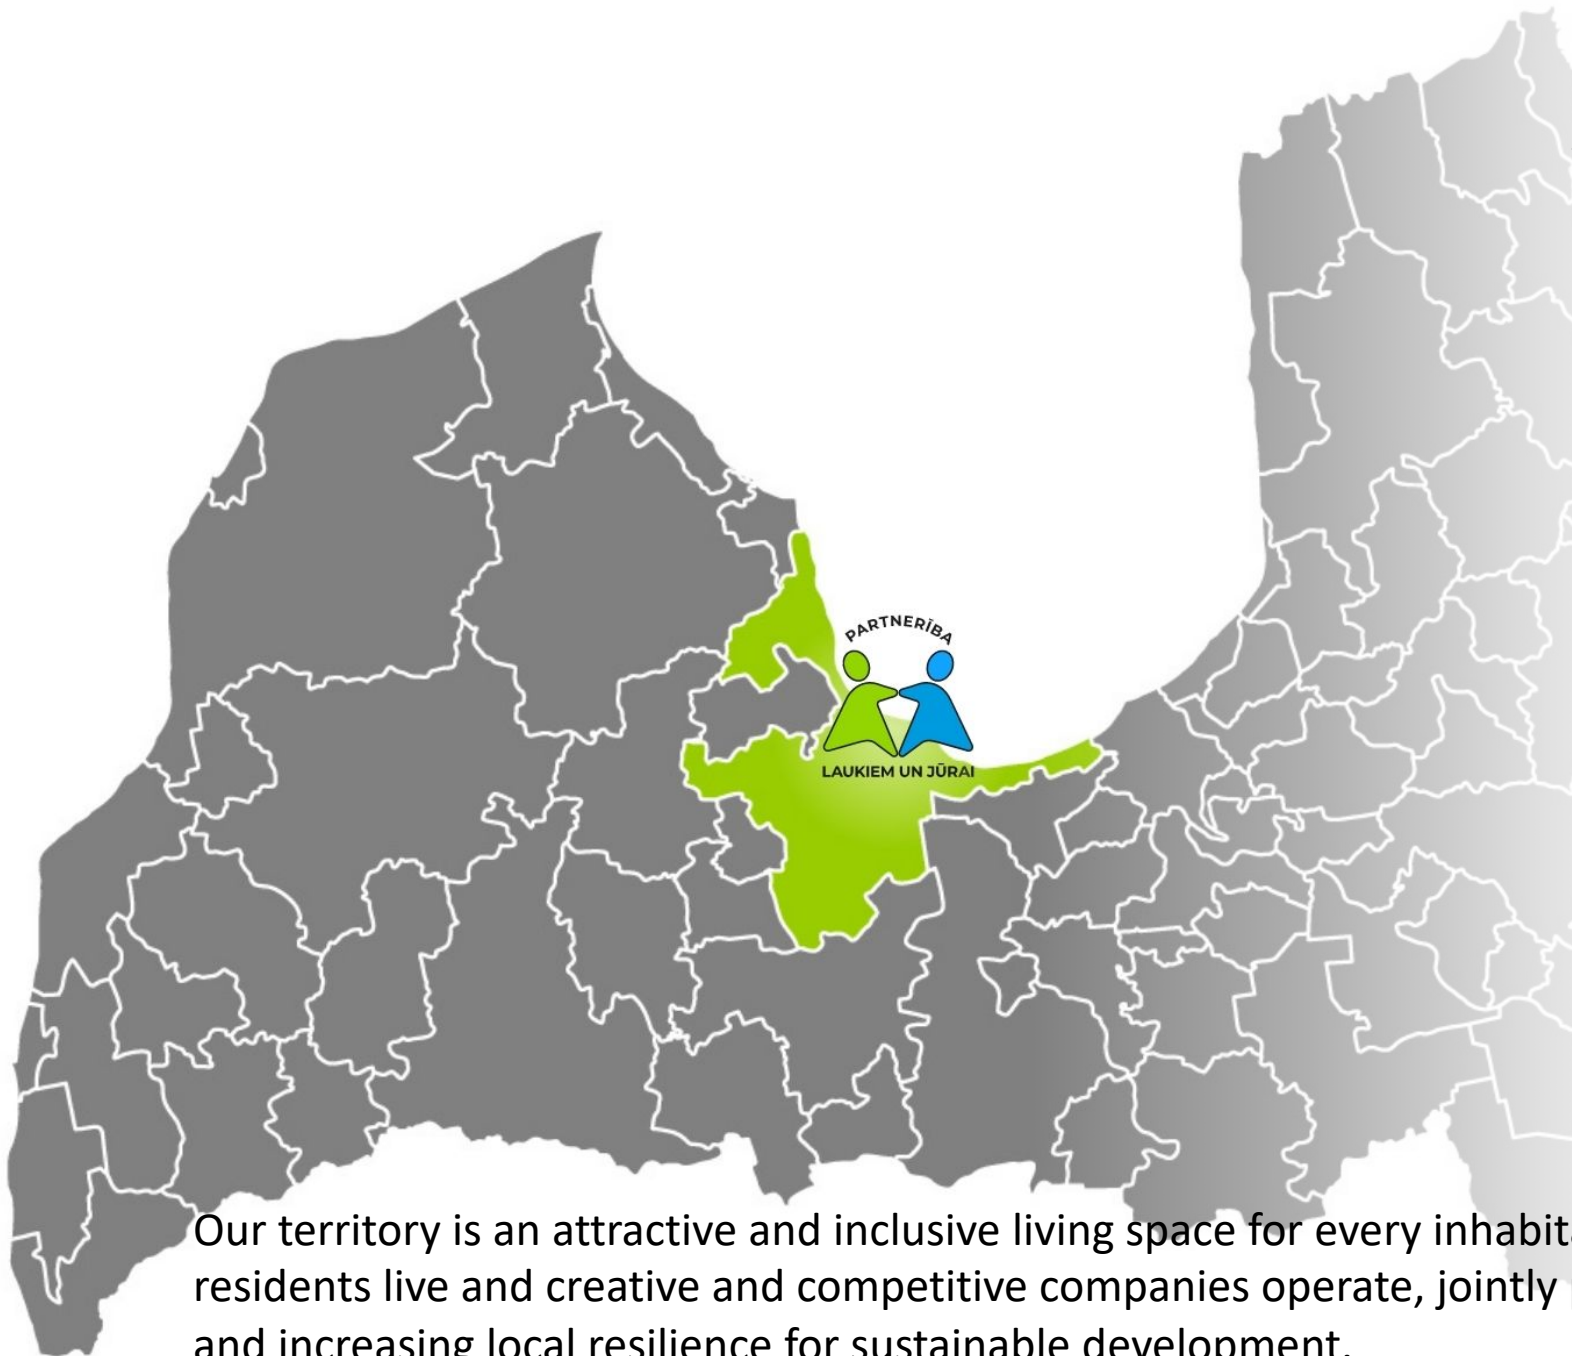 PARTNERĪBA
LAUKIEM UN JŪRAI
Our territory is an attractive and inclusive living space for every
residents live and creative and competitive companies operate, jointly
and increasing local resilience for sustainable development.